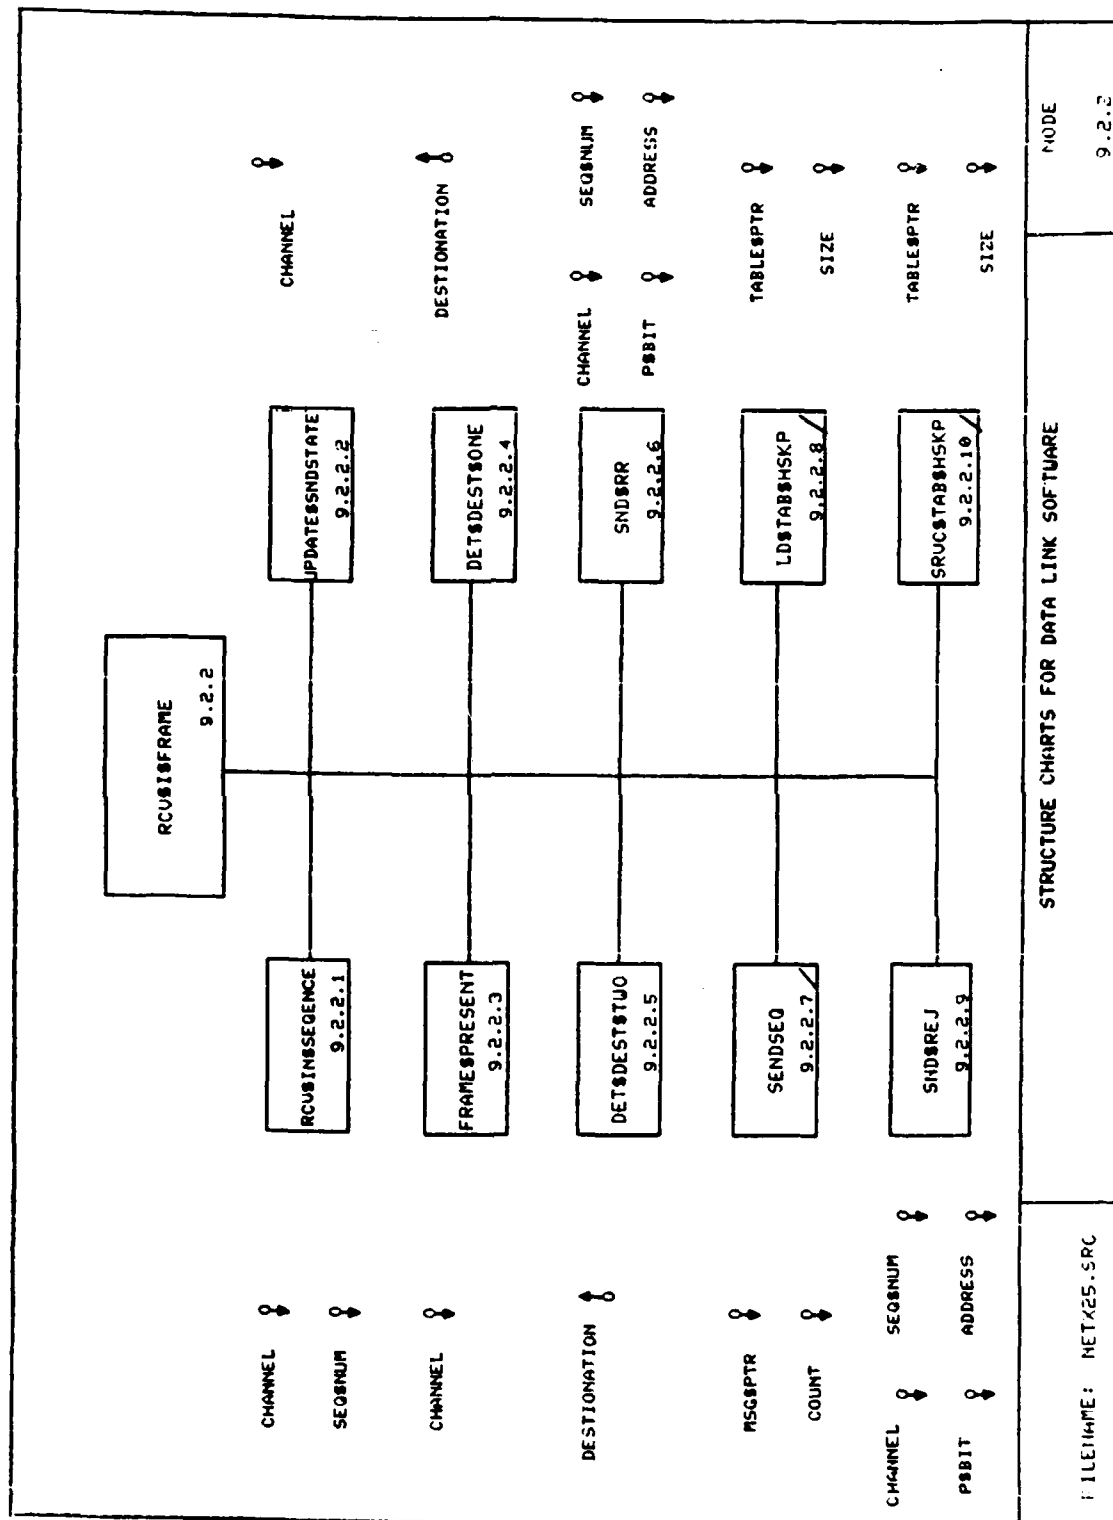 RCV$I$FRAME
9.2.2
CHANNEL
SEQ$NUM
RCV$IN$SEQENCE
9.2.2.1
UPDATE$SNDSTATE
9.2.2.2
CHANNEL
CHANNEL
FRAME$PRESENT
9.2.2.3
DET$DEST$ONE
9.2.2.4
DESTIONATION
DESTIONATION
DET$DEST$TWO
9.2.2.5
SND$RR
9.2.2.6
CHANNEL
SEQ$NUM
P$BIT
ADDRESS
MSG$PTR
COUNT
SENDSEQ
9.2.2.7
LD$TAB$HSKP
9.2.2.8
TABLE$PTR
SIZE
CHANNEL
SEQ$NUM
P$BIT
ADDRESS
SND$REJ
9.2.2.9
SRVC$TAB$HSKP
9.2.2.10
TABLE$PTR
SIZE
FILENAME: NETX25.SRC
STRUCTURE CHARTS FOR DATA LINK SOFTWARE
NODE
9.2.2